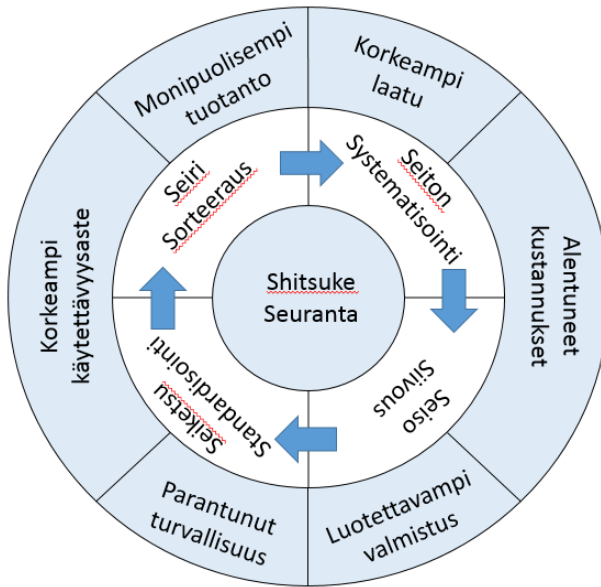 Monipuolisempi
tuotanto
Korkeampi
laatu
Alentuneet
kustannukset
Luotettavampi
valmistus
Parantunut
turvallisuus
Korkeampi
käytettävyysaste
Seiri
Sorteeraus
Seiton
Systematisointi
Seiso
Siivous
Seiketsu
Standardisointi
Shitsuke
Seuranta